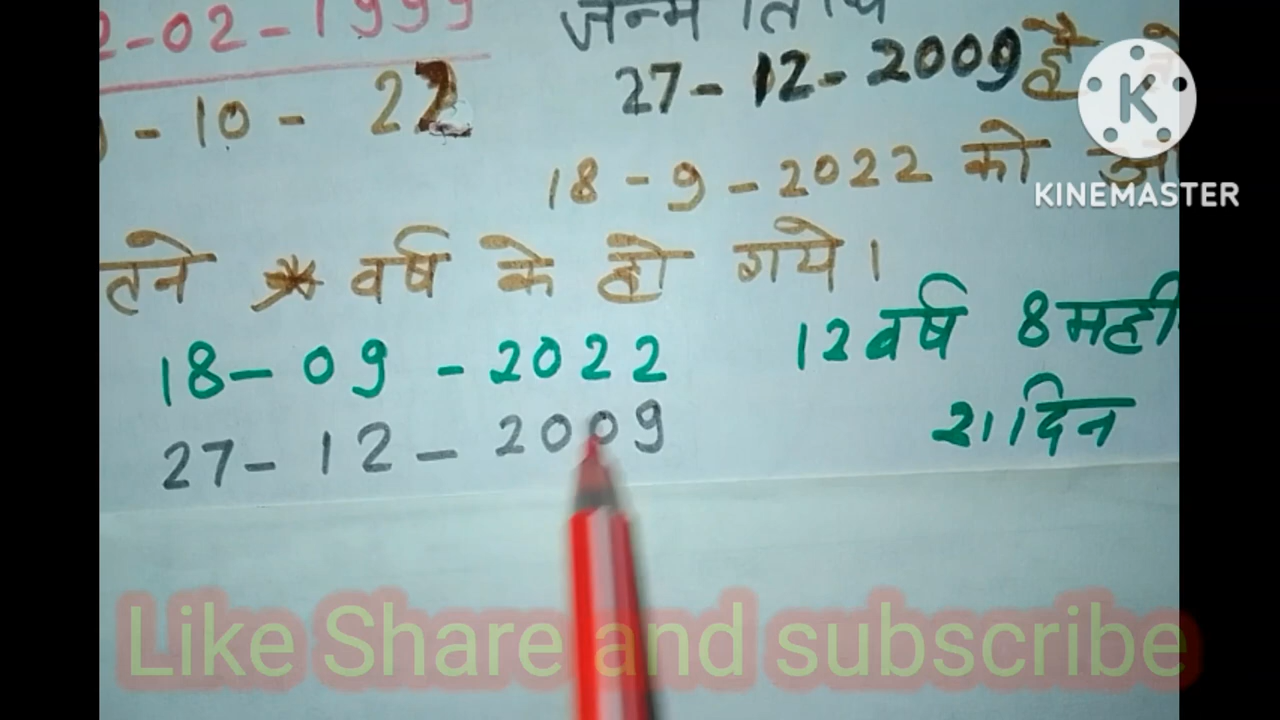 2-02-1999
जन्म तिथि
- 10 - 22
27-12-2009 है
18-9-2022 को
तने वर्ष के हो गये।
18-09-2022
12 वर्ष 8 मही
27-12-2009
21 दिन
K
KINEMASTER
Like Share and subscribe